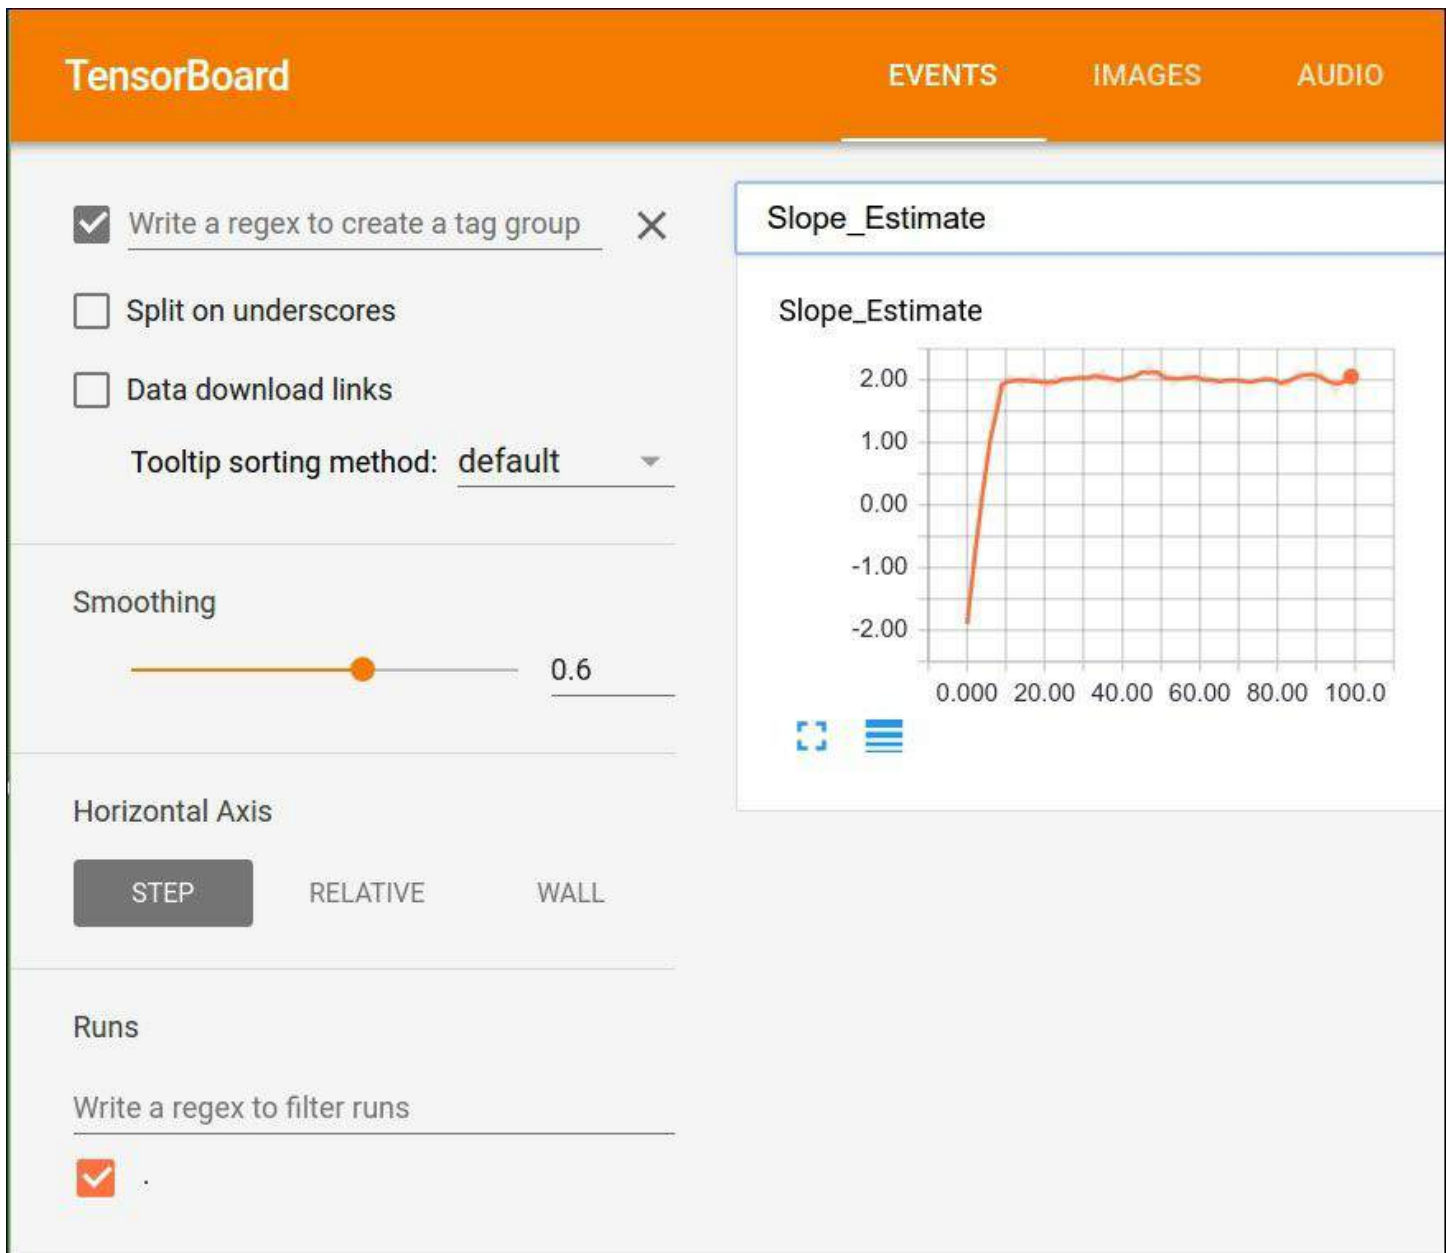 TensorBoard EVENTS IMAGES AUDIO
Write a regex to create a tag group
Split on underscores
Data download links
Tooltip sorting method: default
Smoothing
0.6
Horizontal Axis
STEP RELATIVE WALL
Runs
Write a regex to filter runs
.
Slope_Estimate
Slope_Estimate
2.00
1.00
0.00
-1.00
-2.00
0.000 20.00 40.00 60.00 80.00 100.0